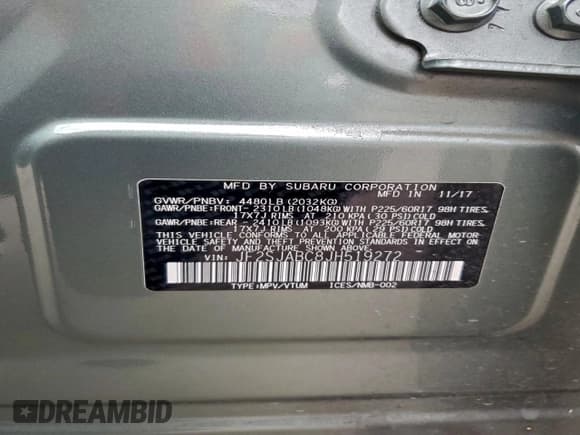 MFD BY SUBARU CORPORATION
GVWR/PNBV: 4480LB(2032KG) MFD IN 11/17
GAWR/PNBE:FRONT-2310LB(1048KG)WITH P225/60R17 98H TIRES,
17X7J RIMS AT 210 KPA (30 PSI)COLD
GAWR/PNBE:REAR -2410LB(1093KG)WITH P225/60R17 98H TIRES,
17X7J RIMS AT 200 KPA (29 PSI)COLD
THIS VEHICLE CONFORMS TO ALL APPLICABLE FEDERAL MOTOR
VEHICLE SAFETY STANDARDS IN EFFECT ON THE DATE OF
MANUFACTURE SHOWN ABOVE.
VIN: JF2SJABC8JH519272
TYPE:MPV/VTUM ICES/NMB-002
DREAMBID